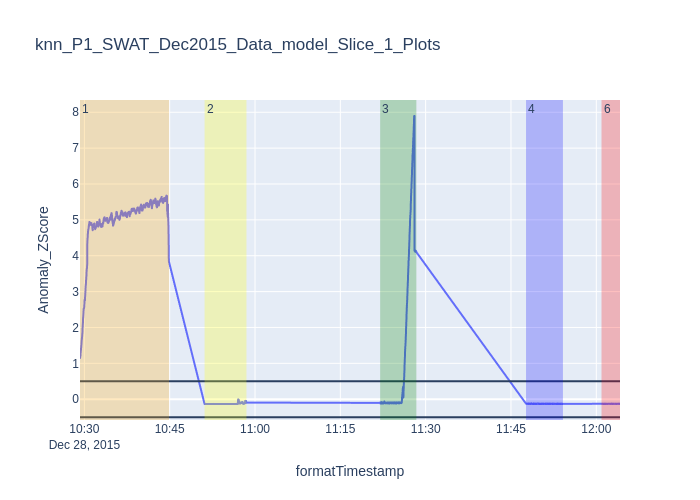 knn_P1_SWAT_Dec2015_Data_model_Slice_1_Plots
1
2
3
4
6
8
7
6
5
4
3
2
1
0
Anomaly_ZScore
10:30 10:45 11:00 11:15 11:30 11:45 12:00
Dec 28, 2015
formatTimestamp